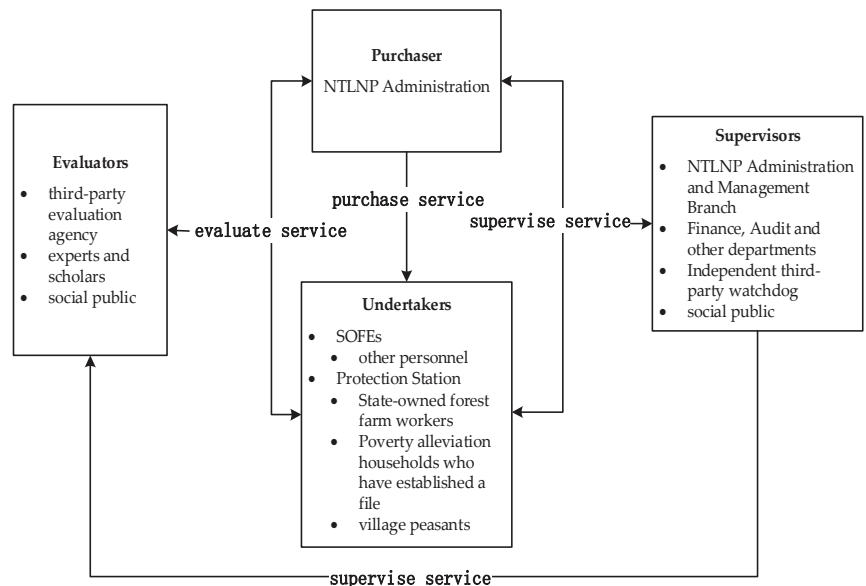 Purchaser
NTLNP Administration
Evaluators
• third-party
evaluation
agency
• experts and
scholars
• social public
Supervisors
• NTLNP Administration
and Management
Branch
• Finance, Audit and
other departments
• Independent third-
party watchdog
• social public
purchase service
evaluate service
supervise service
Undertakers
• SOFEs
• other personnel
• Protection Station
• State-owned forest
farm workers
• Poverty alleviation
households who
have established a
file
• village peasants
supervise service